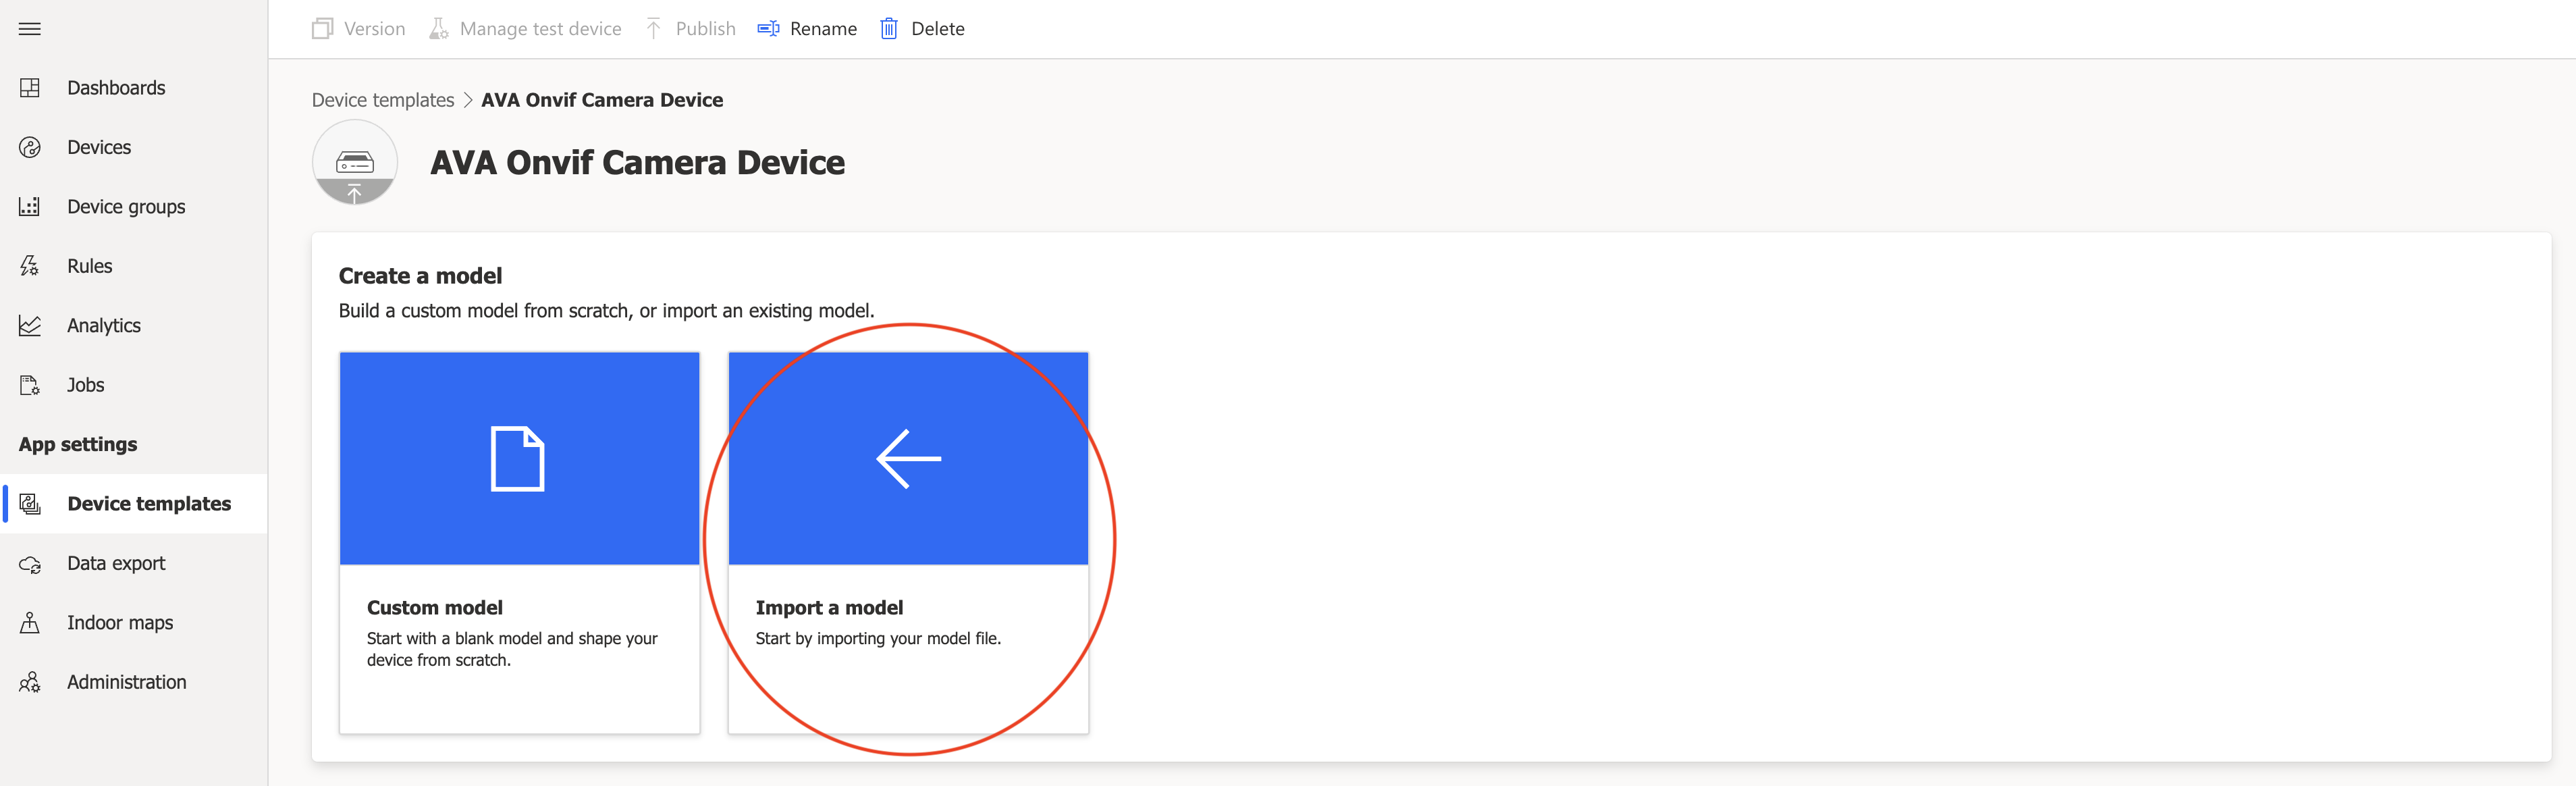 Version Manage test device Publish Rename Delete
Dashboards
Devices
Device groups
Rules
Analytics
Jobs
App settings
Device templates
Data export
Indoor maps
Administration
Device templates > AVA Onvif Camera Device
AVA Onvif Camera Device
Create a model
Build a custom model from scratch, or import an existing model.
Custom model
Start with a blank model and shape your
device from scratch.
Import a model
Start by importing your model file.